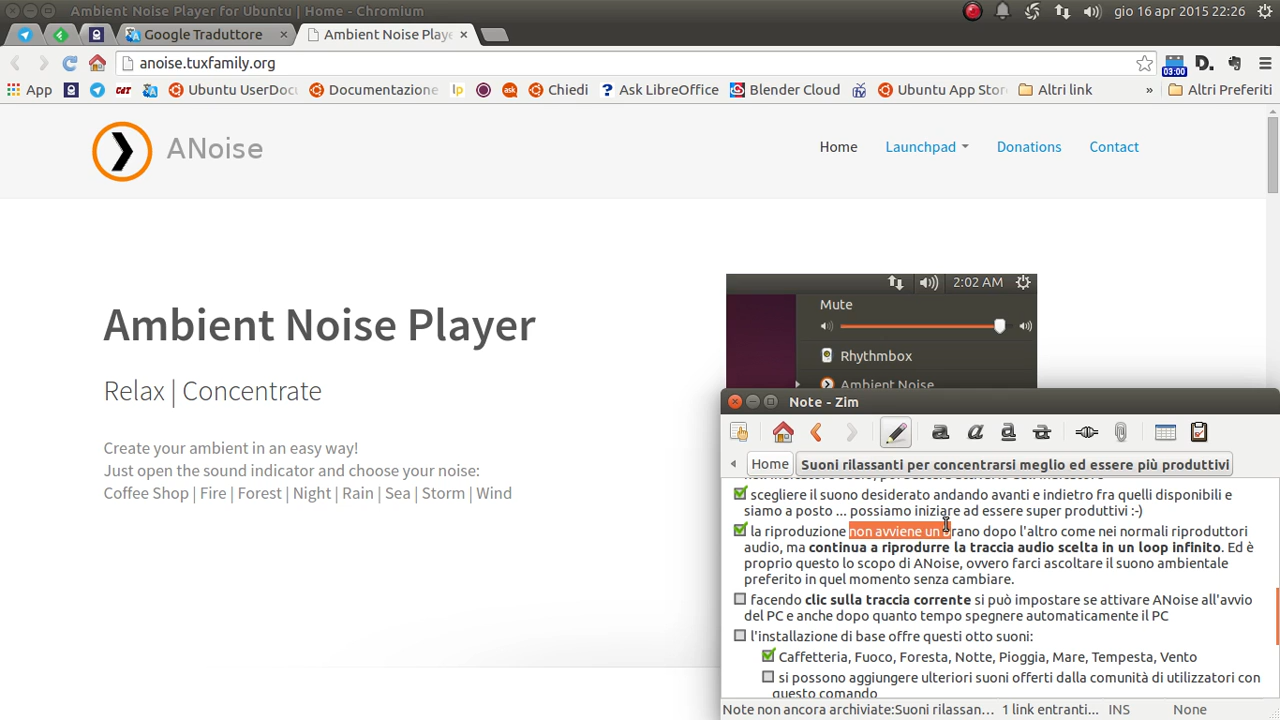 Ambient Noise Player for Ubuntu | Home - Chromium
gio 16 apr 2015 22:26
Google Traduttore
Ambient Noise Playe
anoise.tuxfamily.org
03:00
D.
App
CAT
Ubuntu UserDocu
Documentazione
lp
ask
Chiedi
? Ask LibreOffice
Blender Cloud
tv
Ubuntu App Stor
Altri link
»
Altri Preferiti
ANoise
Home
Launchpad
Donations
Contact
2:02 AM
Mute
Ambient Noise Player
Rhythmbox
Ambient Noise
Relax | Concentrate
Create your ambient in an easy way!
Just open the sound indicator and choose your noise:
Coffee Shop | Fire | Forest | Night | Rain | Sea | Storm | Wind
Note - Zim
a a a a
Home
Suoni rilassanti per concentrarsi meglio ed essere più produttivi
scegliere il suono desiderato andando avanti e indietro fra quelli disponibili e
siamo a posto ... possiamo iniziare ad essere super produttivi :-)
la riproduzione non avviene un brano dopo l'altro come nei normali riproduttori
audio, ma continua a riprodurre la traccia audio scelta in un loop infinito. Ed è
proprio questo lo scopo di ANoise, ovvero farci ascoltare il suono ambientale
preferito in quel momento senza cambiare.
facendo clic sulla traccia corrente si può impostare se attivare ANoise all'avvio
del PC e anche dopo quanto tempo spegnere automaticamente il PC
l'installazione di base offre questi otto suoni:
Caffetteria, Fuoco, Foresta, Notte, Pioggia, Mare, Tempesta, Vento
si possono aggiungere ulteriori suoni offerti dalla comunità di utilizzatori con
questo comando
Note non ancora archiviate:Suoni rilassan...
1 link entranti...
INS
None